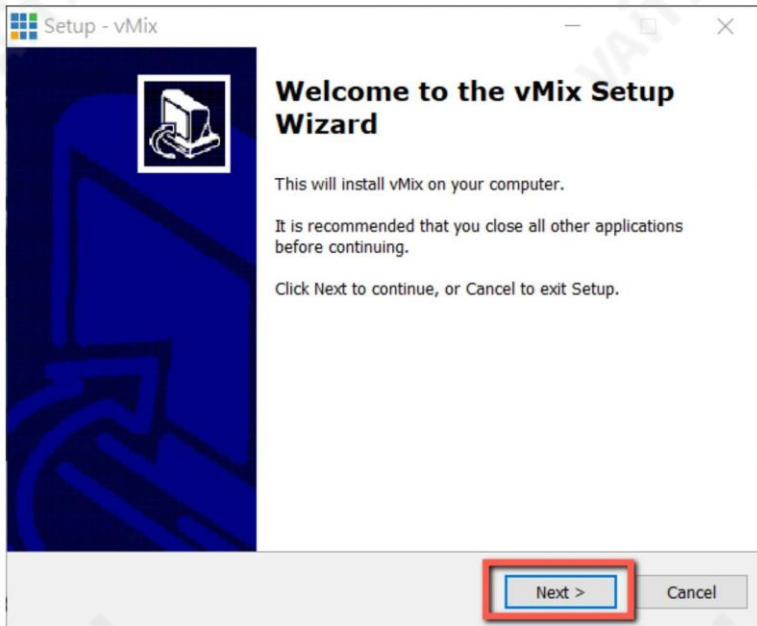 Setup - vMix
Welcome to the vMix Setup
Wizard
This will install vMix on your computer.
It is recommended that you close all other applications
before continuing.
Click Next to continue, or Cancel to exit Setup.
Next >
Cancel